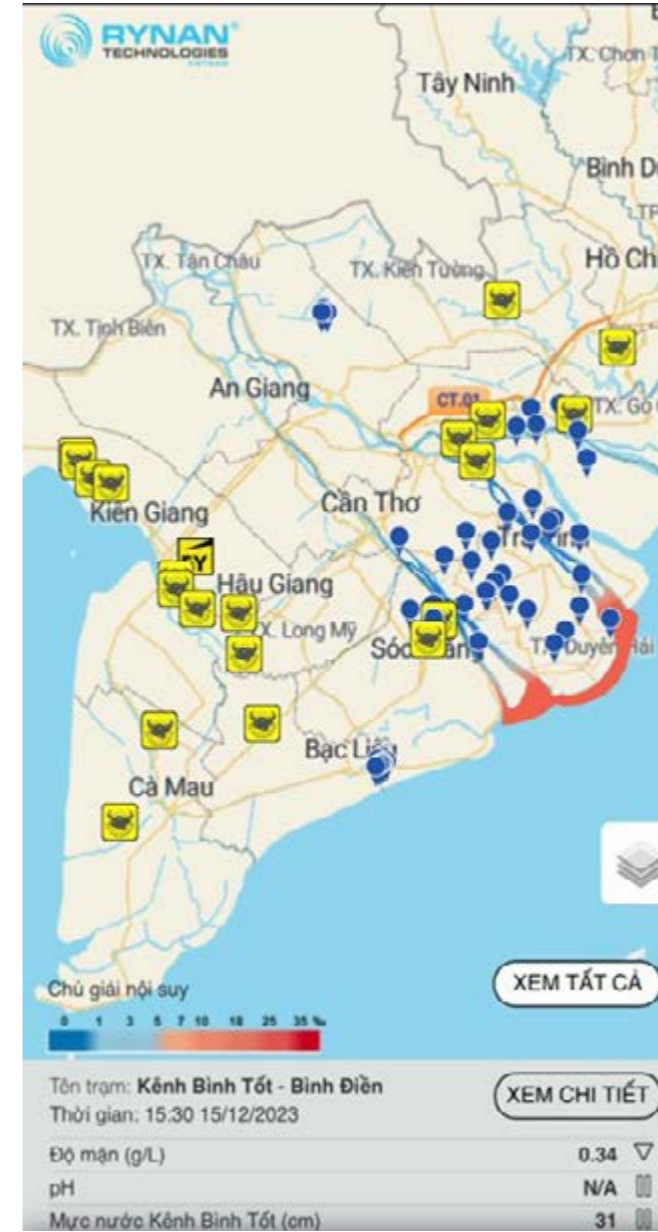 RYNAN®
TECHNOLOGIES
VIETNAM
TX. Chơn T
Tây Ninh
Bình D
TP
TX. Tân Châu
TX. Kiến Tường
Hồ Ch
TX. Tịnh Biên
An Giang
CT.01
TX. Gò
Cần Thơ
Kiên Giang
Hậu Giang
X. Long Mỹ
Duyên Hải
Bạc Liêu
Cà Mau
Chú giải nội suy
0 1 3 5 7 10 18 25 35 ‰
XEM TẤT CẢ
Tên trạm: Kênh Bình Tốt - Bình Điền
Thời gian: 15:30 15/12/2023
XEM CHI TIẾT
Độ mặn (g/L) 0.34
pH N/A
Mực nước Kênh Bình Tốt (cm) 31